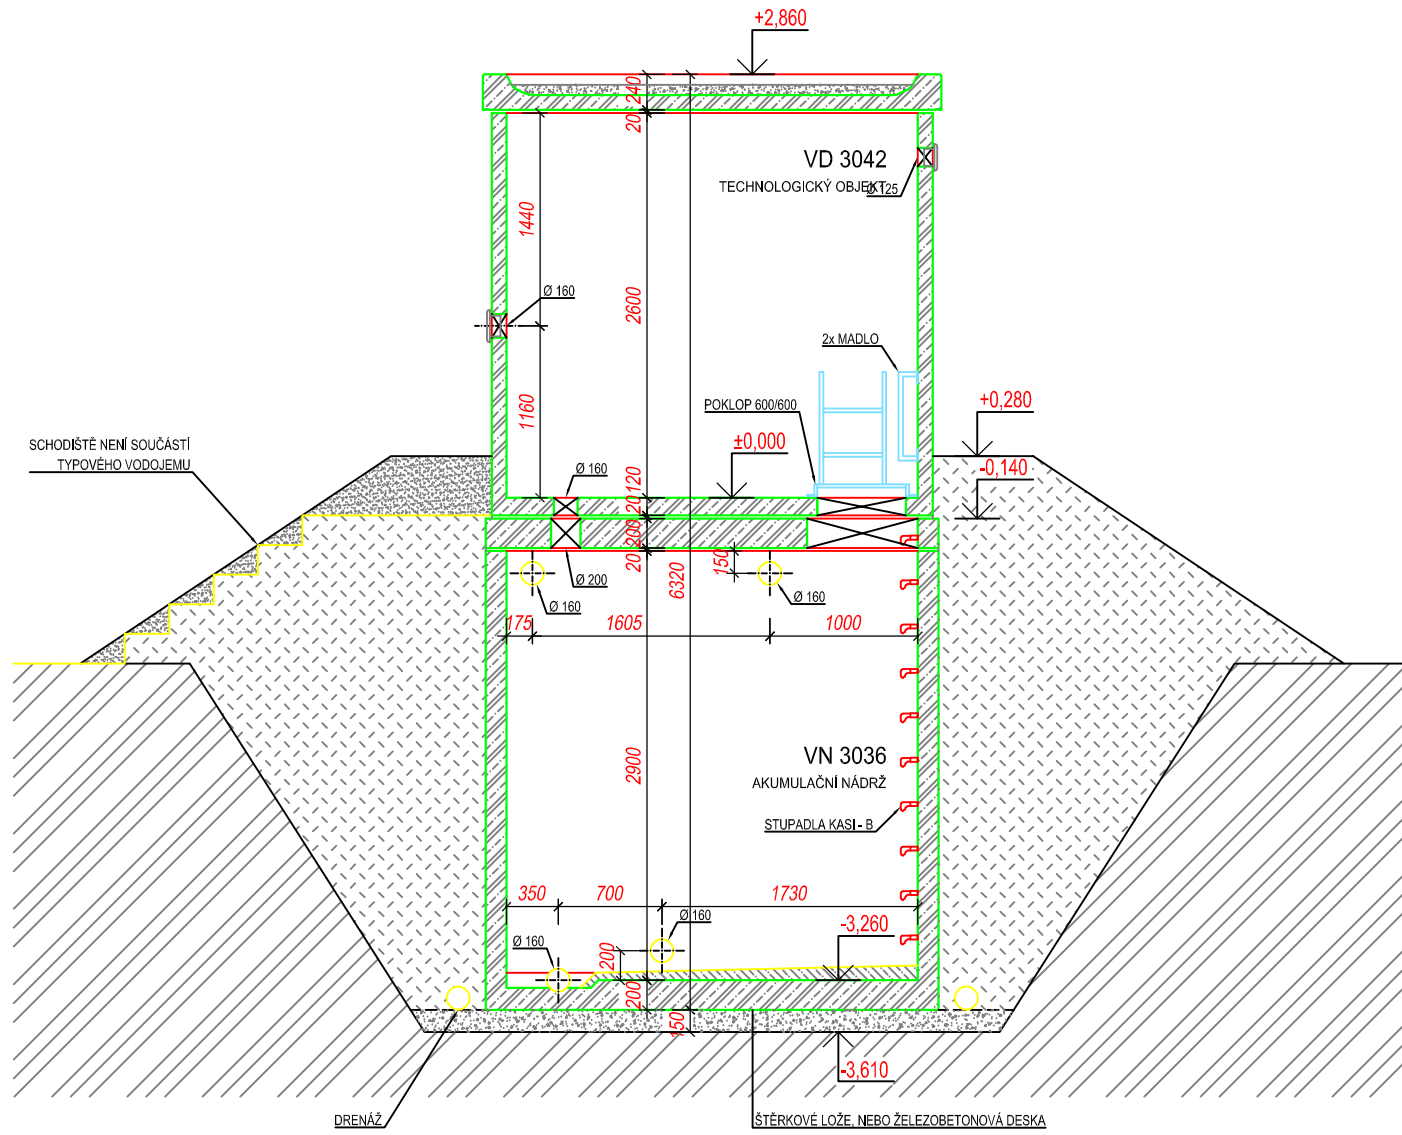 +2,860
240
20
VD 3042
TECHNOLOGICKÝ OBJEKT
Ø 125
1440
2600
Ø 160
2x MADLO
1160
POKLOP 600/600
+0,280
±0,000
-0,140
SCHODIŠTĚ NENÍ SOUČÁSTÍ
TYPOVÉHO VODOJEMU
Ø 160
120
20
200
20
150
6320
Ø 200
Ø 160
Ø 160
175
1605
1000
2900
VN 3036
AKUMULAČNÍ NÁDRŽ
STUPADLA KASI - B
350
700
1730
Ø 160
-3,260
Ø 160
200
200
150
-3,610
DRENÁŽ
ŠTĚRKOVÉ LOŽE, NEBO ŽELEZOBETONOVÁ DESKA